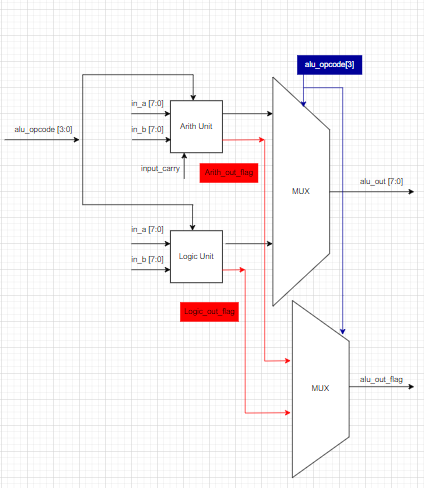 alu_opcode[3]
in_a [7:0]
alu_opcode [3:0]
in_b [7:0]
Arith Unit
input_carry
Arith_out_flag
MUX
alu_out [7:0]
in_a [7:0]
in_b [7:0]
Logic Unit
Logic_out_flag
MUX
alu_out_flag